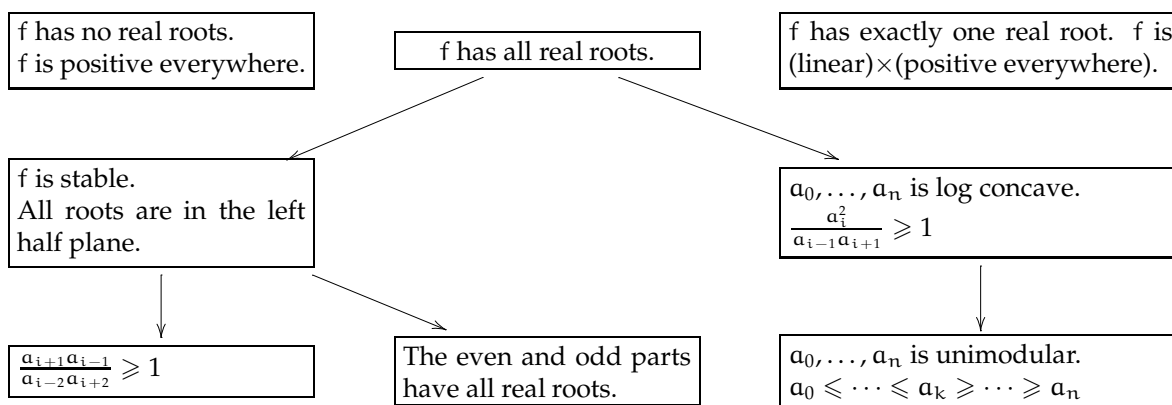 f has no real roots.
f is positive everywhere.
f has all real roots.
f has exactly one real root. f is
(linear)×(positive everywhere).
f is stable.
All roots are in the left
half plane.
a₀, . . . , aₙ is log concave.
aᵢ² / aᵢ₋₁aᵢ₊₁ ⩾ 1
aᵢ₊₁aᵢ₋₁ / aᵢ₋₂aᵢ₊₂ ⩾ 1
The even and odd parts
have all real roots.
a₀, . . . , aₙ is unimodular.
a₀ ⩽ · · · ⩽ aₖ ⩾ · · · ⩾ aₙ